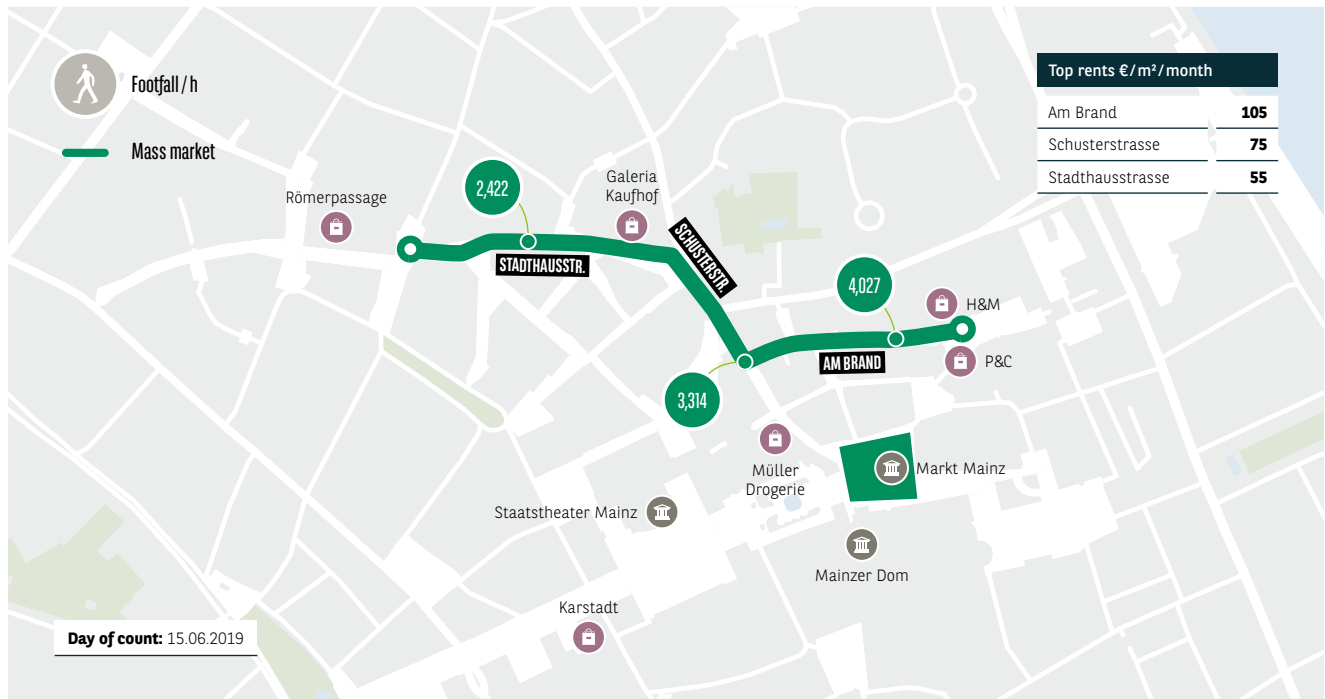 Footfall / h
Mass market
Top rents €/m²/month
Am Brand 105
Schusterstrasse 75
Stadthausstrasse 55
Römerpassage
2,422
Galeria
Kaufhof
STADTHAUSSTR.
SCHUSTERSTR.
4,027
H&M
AM BRAND
P&C
3,314
Müller
Drogerie
Markt Mainz
Staatstheater Mainz
Mainzer Dom
Karstadt
Day of count: 15.06.2019